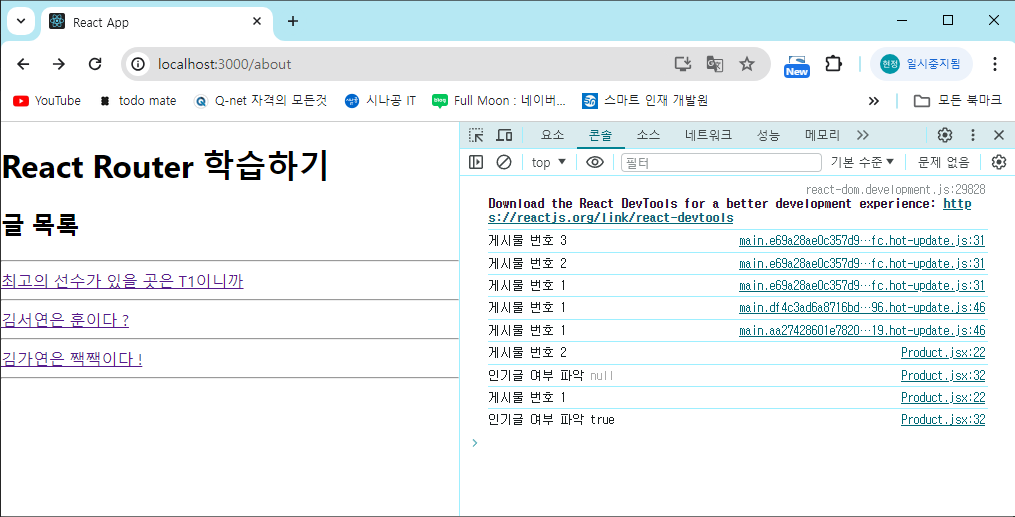 React App
localhost:3000/about
New
현정
일시중지됨
YouTube
todo mate
Q-net 자격의 모든것
시나공 IT
Full Moon : 네이버...
스마트 인재 개발원
모든 북마크
React Router 학습하기
글 목록
최고의 선수가 있을 곳은 T1이니까
김서연은 훈이다 ?
김가연은 짹짹이다 !
요소
콘솔
소스
네트워크
성능
메모리
top
필터
기본 수준
문제 없음
react-dom.development.js:29828
Download the React DevTools for a better development experience: http
s://reactjs.org/link/react-devtools
게시물 번호 3 main.e69a28ae0c357d9…fc.hot-update.js:31
게시물 번호 2 main.e69a28ae0c357d9…fc.hot-update.js:31
게시물 번호 1 main.e69a28ae0c357d9…fc.hot-update.js:31
게시물 번호 1 main.df4c3ad6a8716bd…96.hot-update.js:46
게시물 번호 1 main.aa27428601e7820…19.hot-update.js:46
게시물 번호 2 Product.jsx:22
인기글 여부 파악 null Product.jsx:32
게시물 번호 1 Product.jsx:22
인기글 여부 파악 true Product.jsx:32